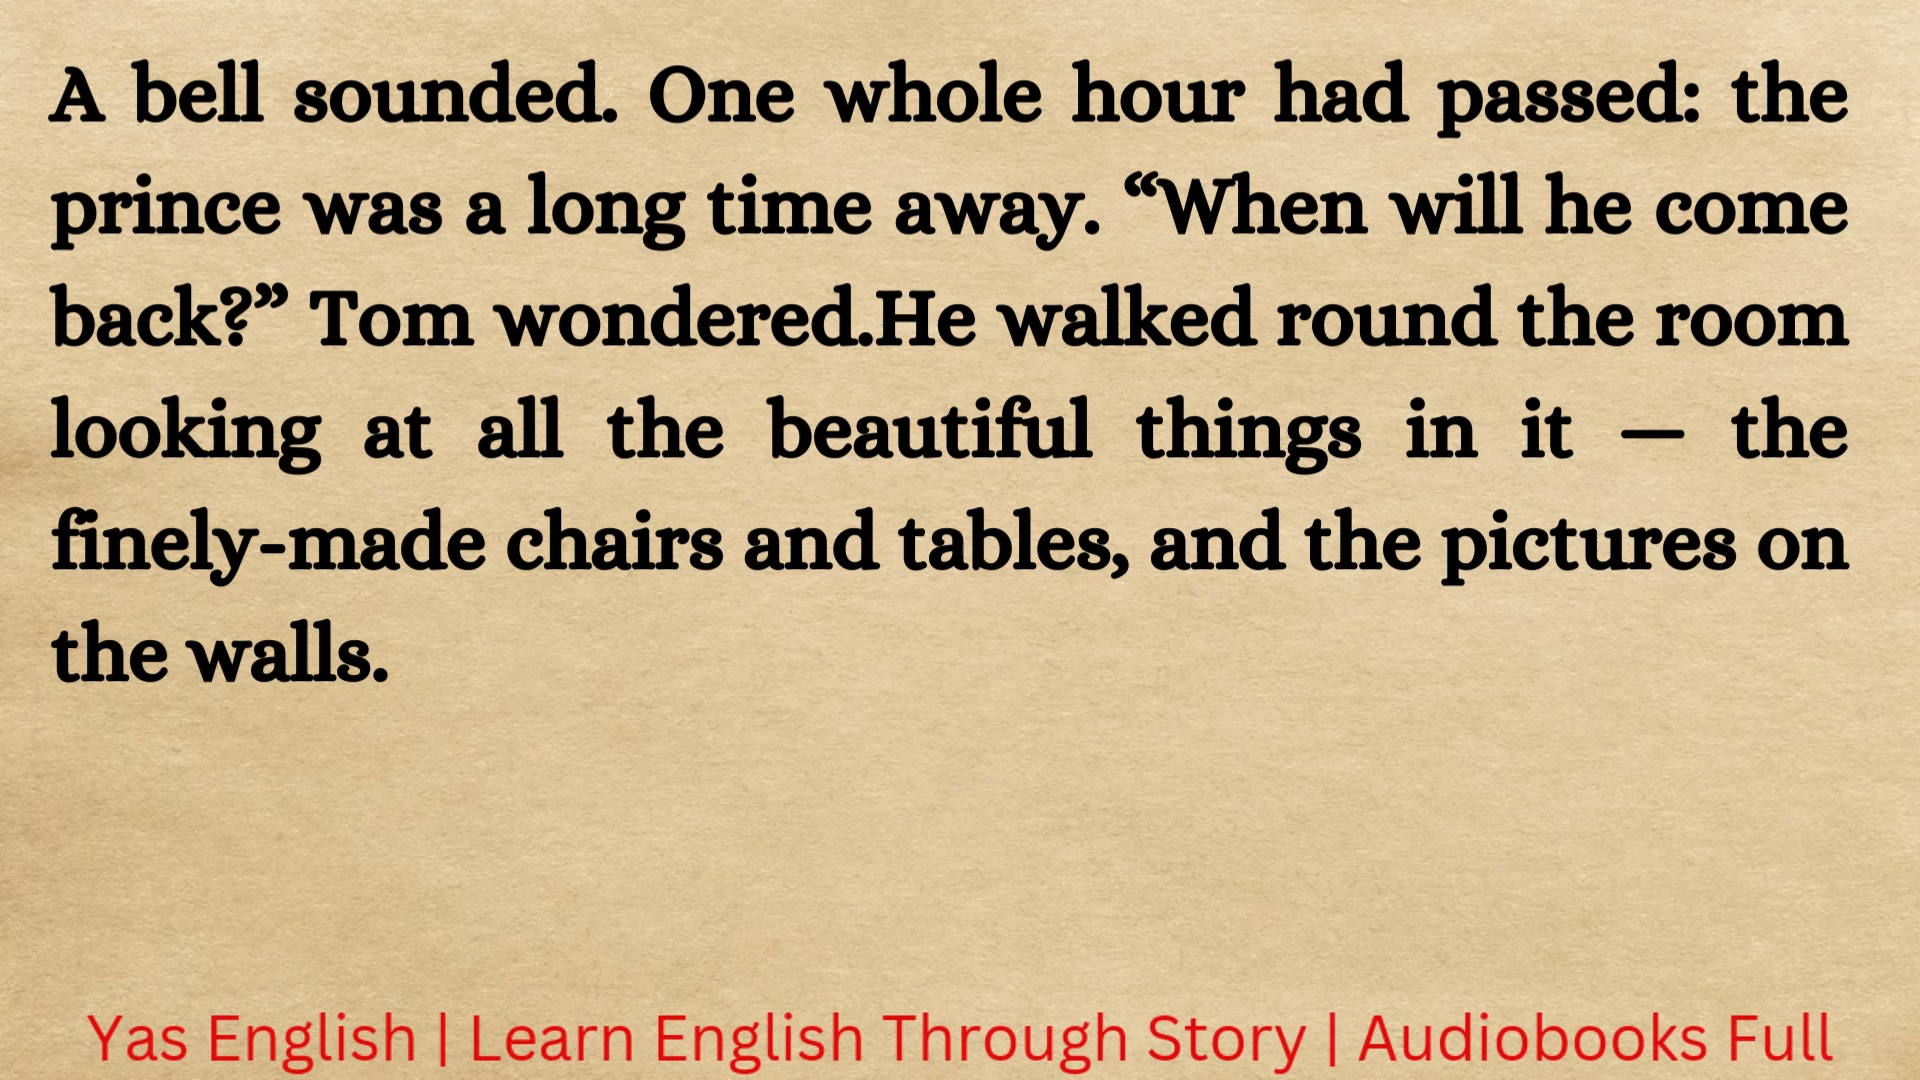 A bell sounded. One whole hour had passed: the
prince was a long time away. “When will he come
back?” Tom wondered.He walked round the room
looking at all the beautiful things in it — the
finely-made chairs and tables, and the pictures on
the walls.
Yas English | Learn English Through Story | Audiobooks Full